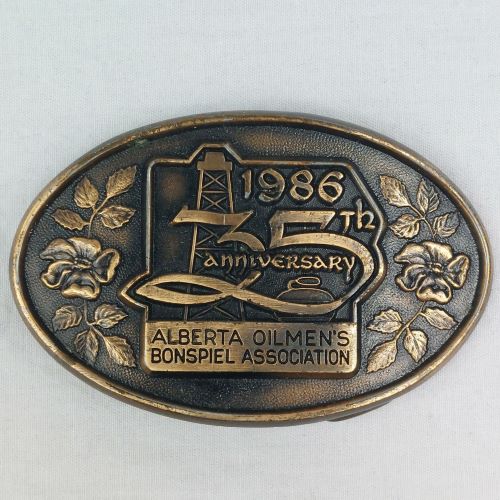 1986
35th
anniversary
ALBERTA OILMEN'S
BONSPIEL ASSOCIATION